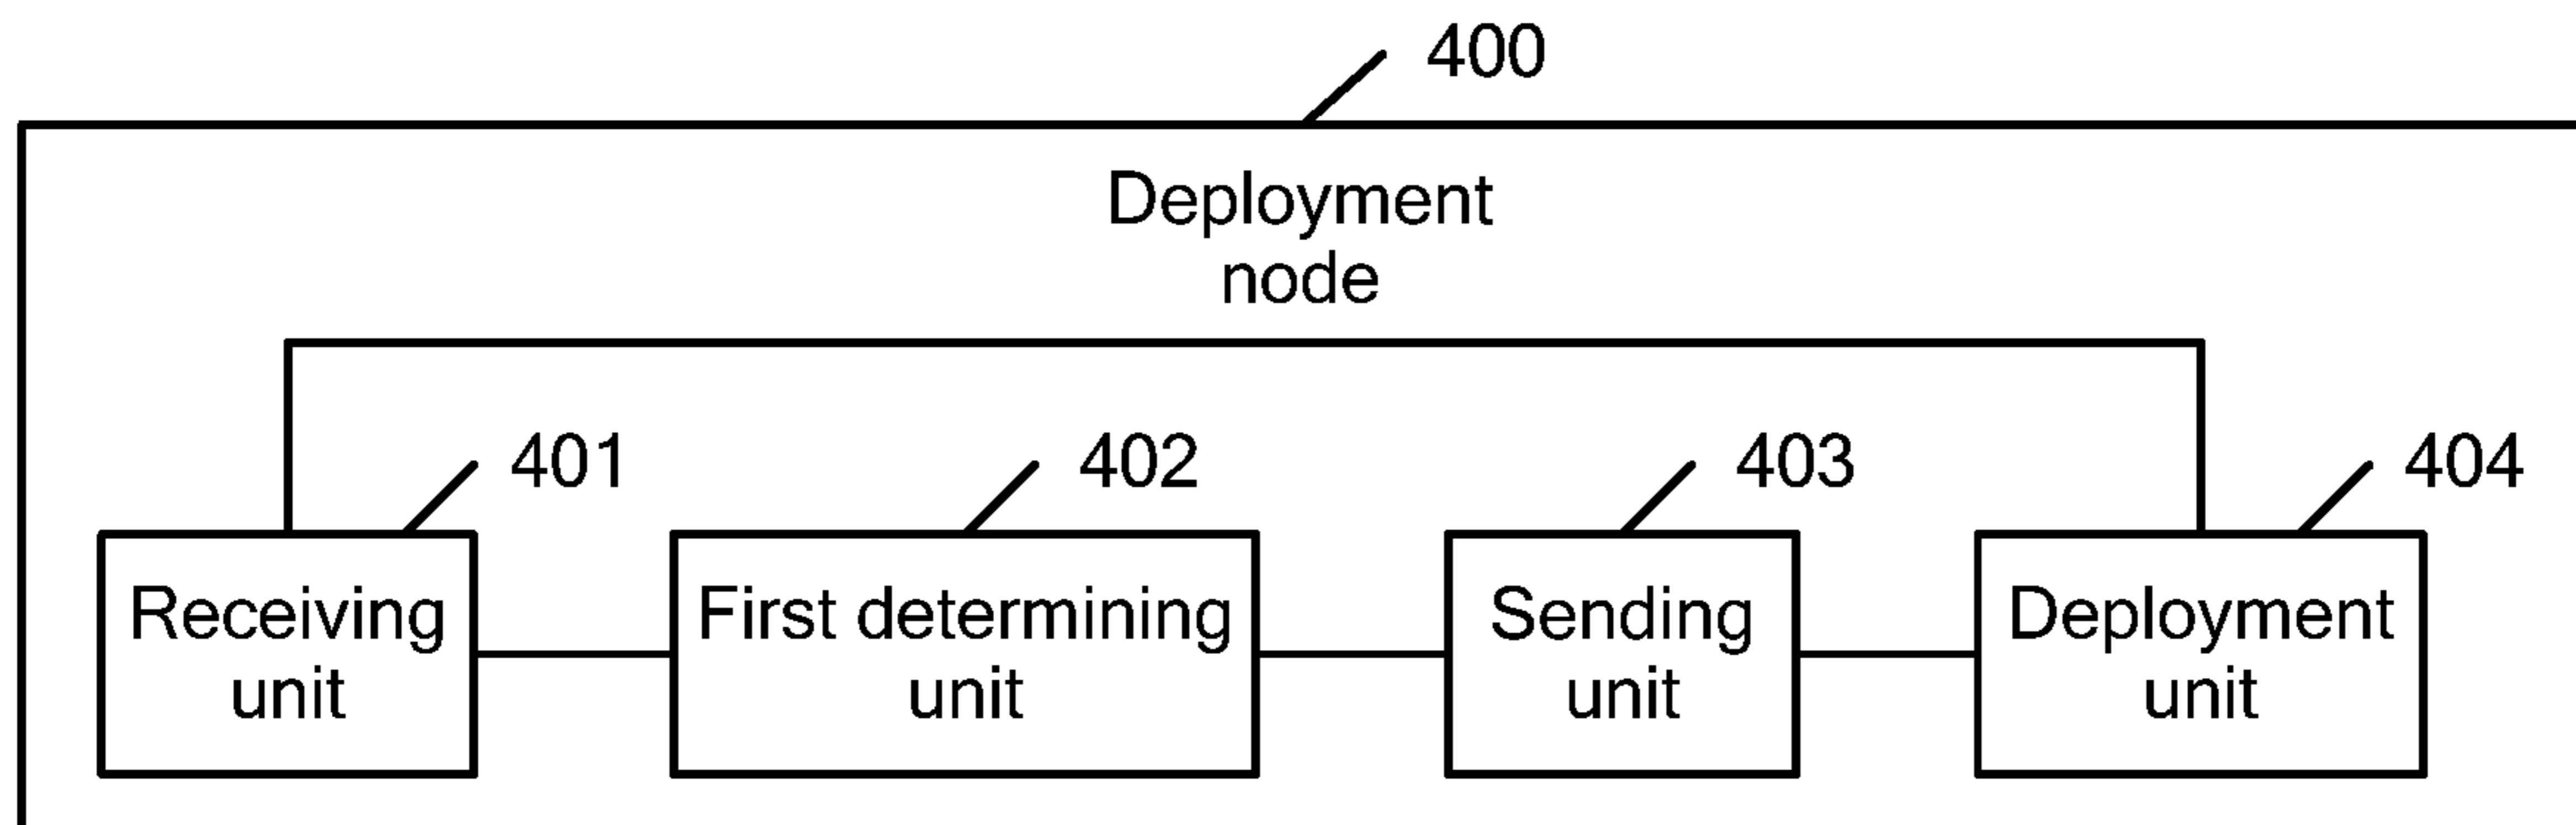 400
Deployment
node
401
402
403
404
Receiving
unit
First determining
unit
Sending
unit
Deployment
unit